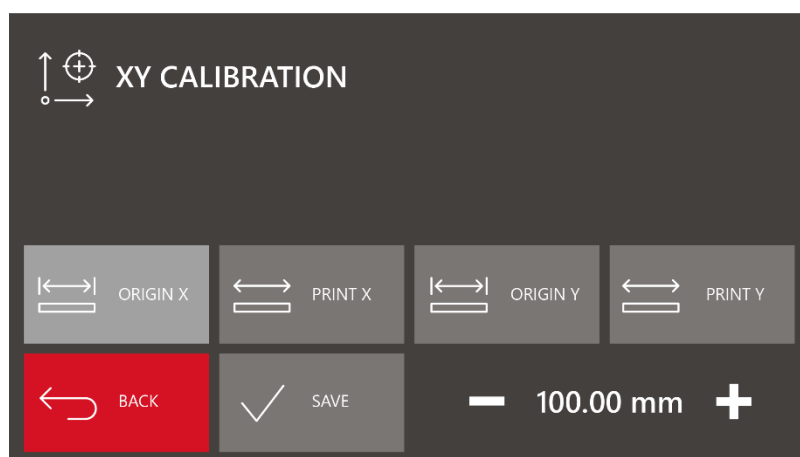 XY CALIBRATION
ORIGIN X
PRINT X
ORIGIN Y
PRINT Y
BACK
SAVE
100.00 mm